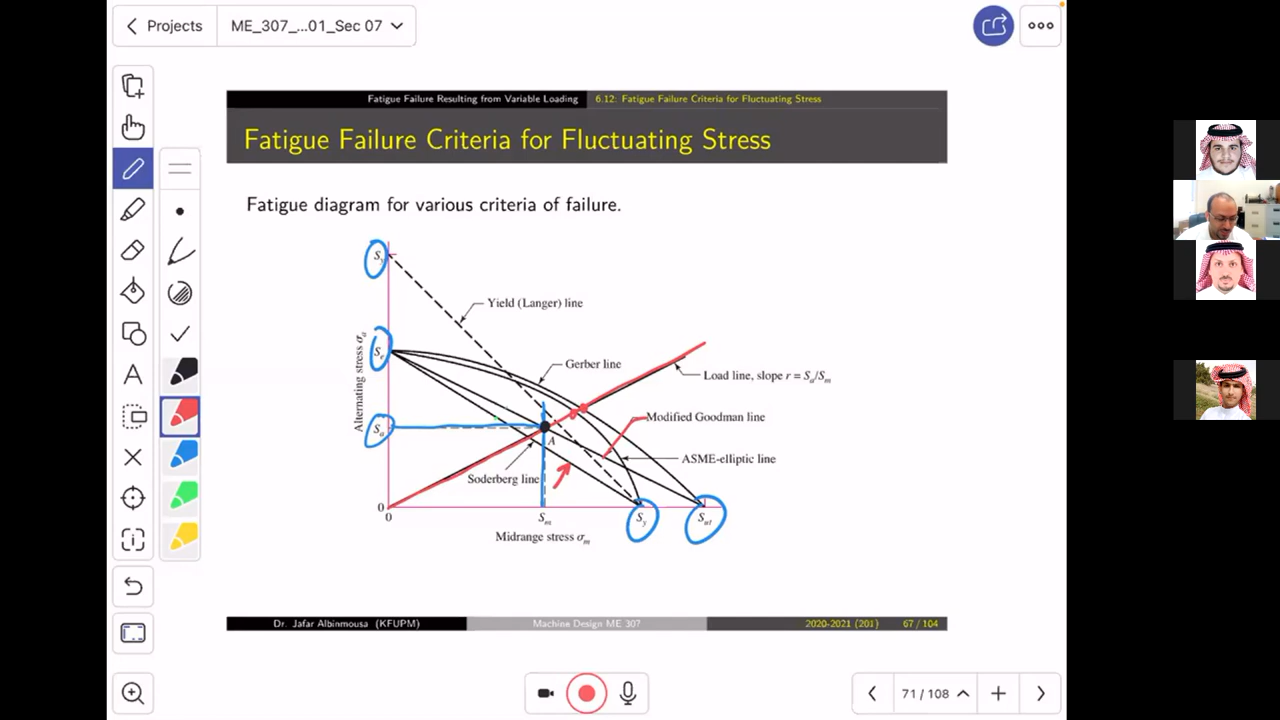 Projects
ME_307_...01_Sec 07
Fatigue Failure Resulting from Variable Loading
6.12: Fatigue Failure Criteria for Fluctuating Stress
Fatigue Failure Criteria for Fluctuating Stress
Fatigue diagram for various criteria of failure.
Sy
Yield (Langer) line
Alternating stress σa
Se
Gerber line
Load line, slope r = Sa/Sm
Modified Goodman line
Sa
A
ASME-elliptic line
Soderberg line
0
0
Sm
Sy
Sut
Midrange stress σm
Dr. Jafar Albinmousa (KFUPM)
Machine Design ME 307
2020-2021 (201)
67 / 104
T
71 / 108